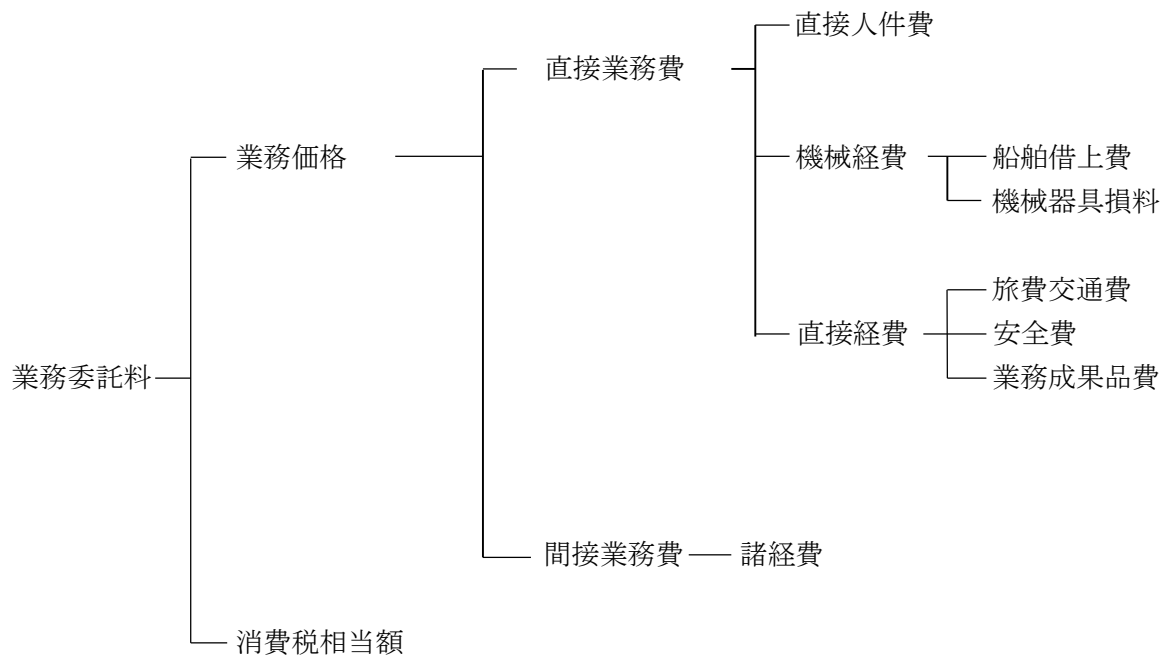 直接人件費
直接業務費
業務価格
機械経費
船舶借上費
機械器具損料
旅費交通費
直接経費
安全費
業務委託料
業務成果品費
間接業務費
諸経費
消費税相当額